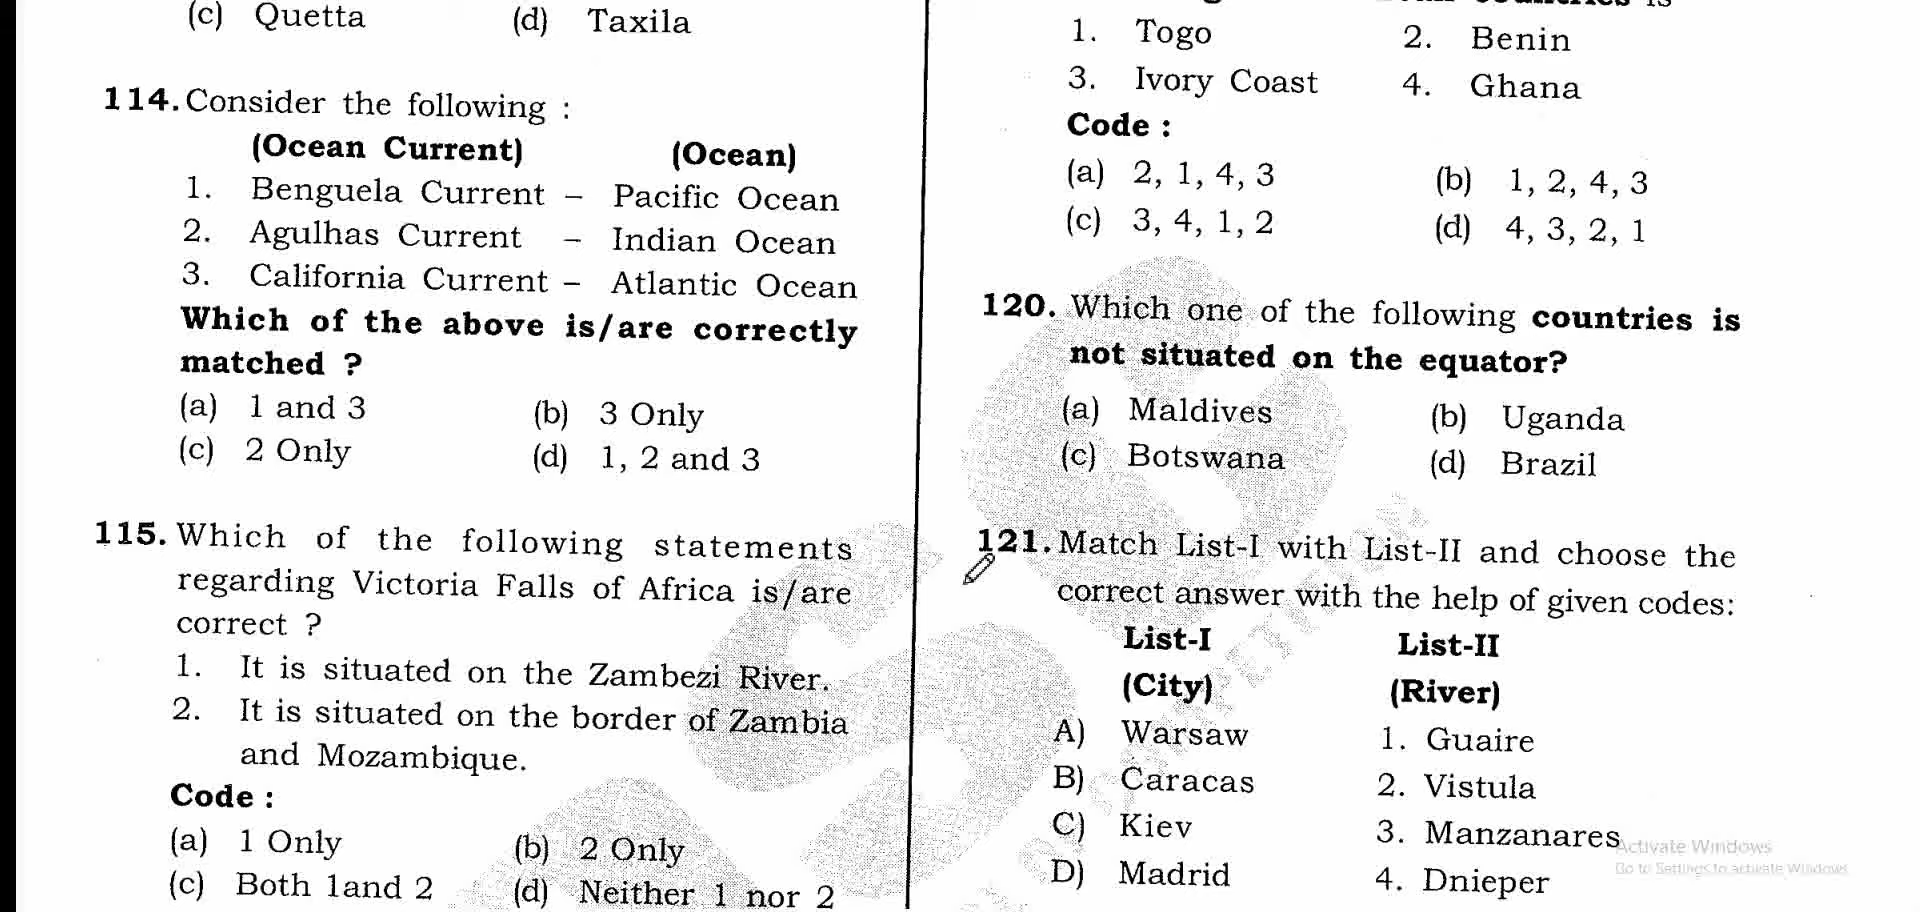 (c) Quetta (d) Taxila
114. Consider the following :
(Ocean Current) (Ocean)
1. Benguela Current – Pacific Ocean
2. Agulhas Current – Indian Ocean
3. California Current – Atlantic Ocean
Which of the above is/are correctly
matched ?
(a) 1 and 3 (b) 3 Only
(c) 2 Only (d) 1, 2 and 3
115. Which of the following statements
regarding Victoria Falls of Africa is/are
correct ?
1. It is situated on the Zambezi River.
2. It is situated on the border of Zambia
and Mozambique.
Code :
(a) 1 Only (b) 2 Only
(c) Both 1and 2 (d) Neither 1 nor 2
1. Togo 2. Benin
3. Ivory Coast 4. Ghana
Code :
(a) 2, 1, 4, 3 (b) 1, 2, 4, 3
(c) 3, 4, 1, 2 (d) 4, 3, 2, 1
120. Which one of the following countries is
not situated on the equator?
(a) Maldives (b) Uganda
(c) Botswana (d) Brazil
121. Match List-I with List-II and choose the
correct answer with the help of given codes:
List-I List-II
(City) (River)
A) Warsaw 1. Guaire
B) Caracas 2. Vistula
C) Kiev 3. Manzanares
D) Madrid 4. Dnieper
Activate Windows
Go to Settings to activate Windows.